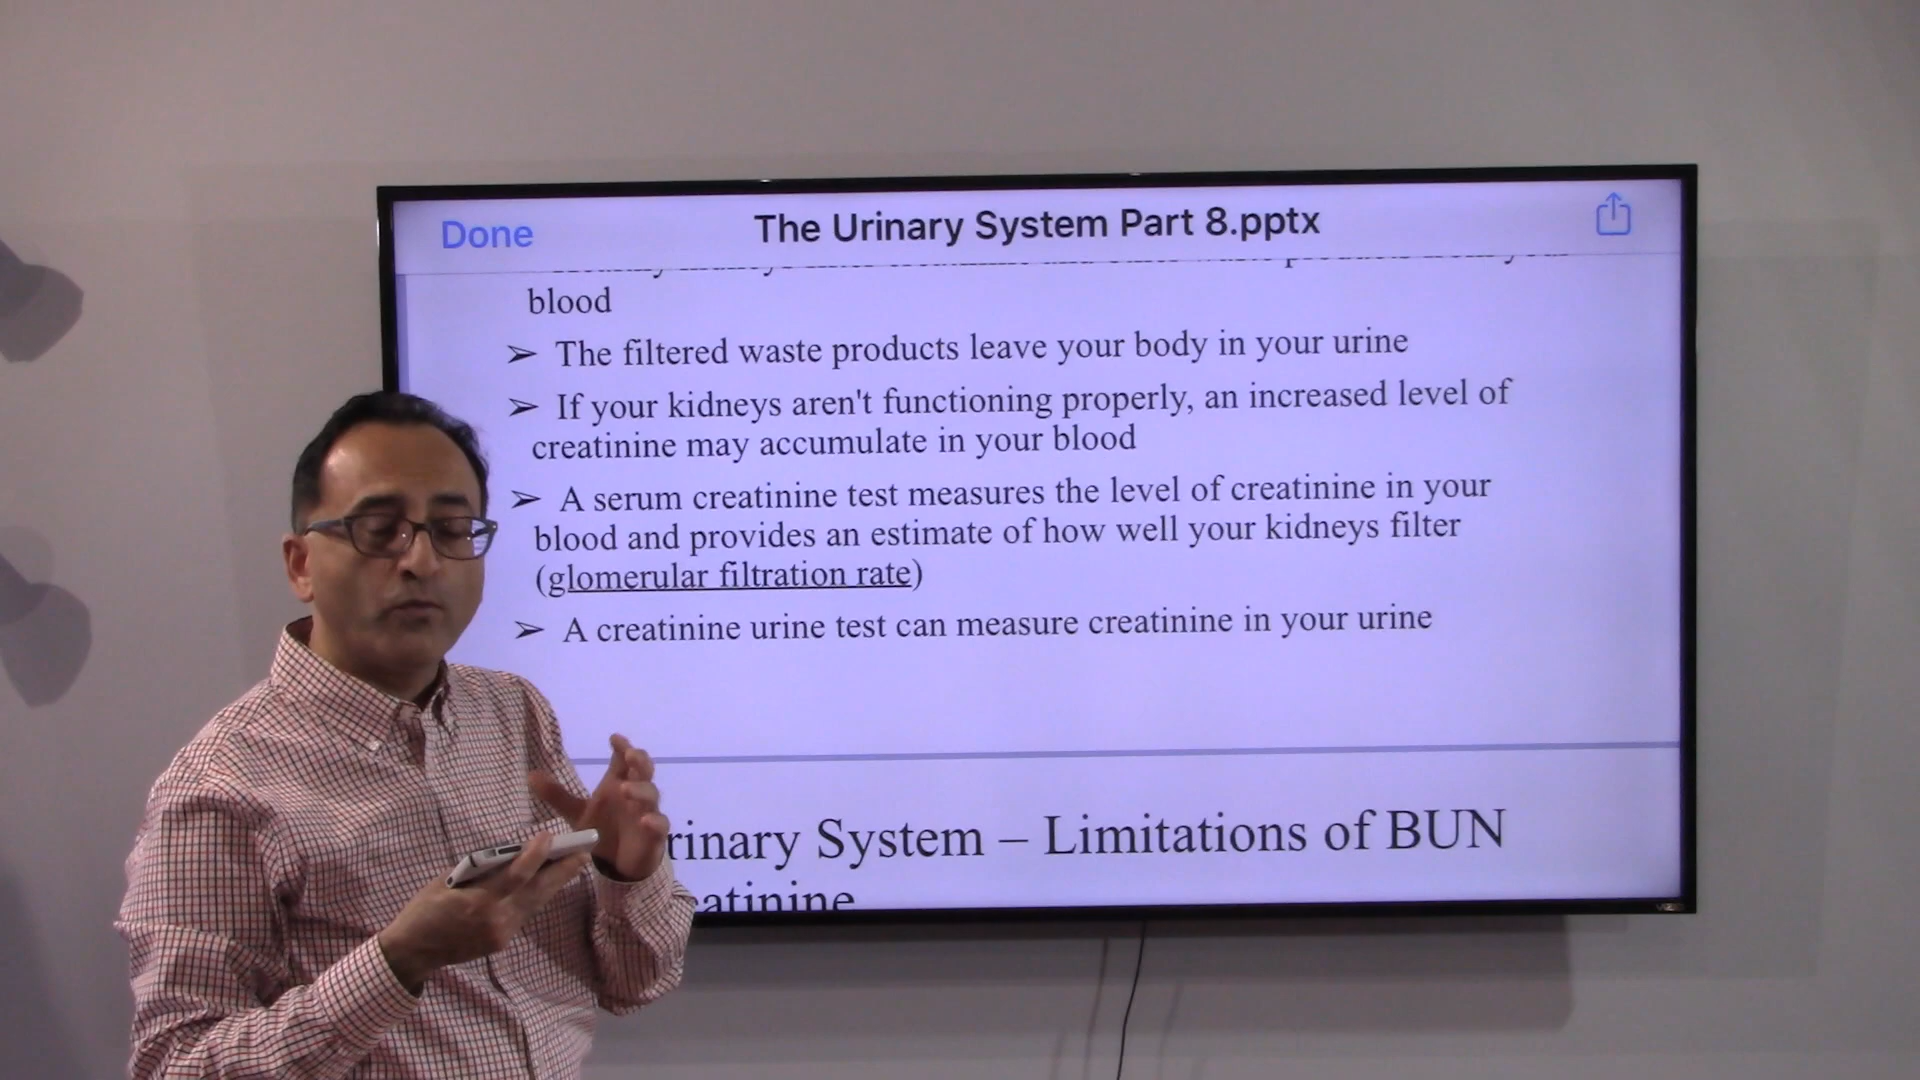 Done
The Urinary System Part 8.pptx
blood
➢ The filtered waste products leave your body in your urine
➢ If your kidneys aren't functioning properly, an increased level of
creatinine may accumulate in your blood
➢ A serum creatinine test measures the level of creatinine in your
blood and provides an estimate of how well your kidneys filter
(glomerular filtration rate)
➢ A creatinine urine test can measure creatinine in your urine
rinary System – Limitations of BUN
eatinine
VIZIO